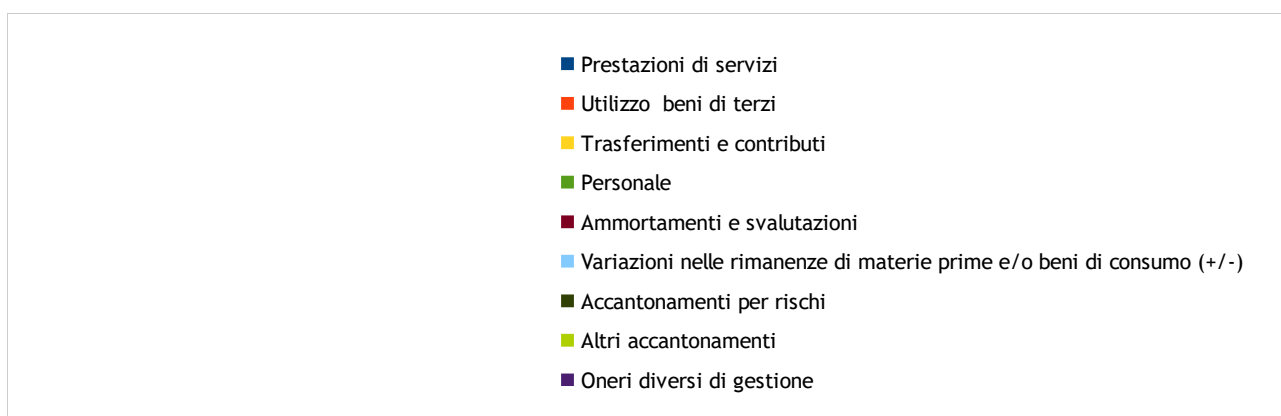 Prestazioni di servizi
Utilizzo  beni di terzi
Trasferimenti e contributi
Personale
Ammortamenti e svalutazioni
Variazioni nelle rimanenze di materie prime e/o beni di consumo (+/-)
Accantonamenti per rischi
Altri accantonamenti
Oneri diversi di gestione